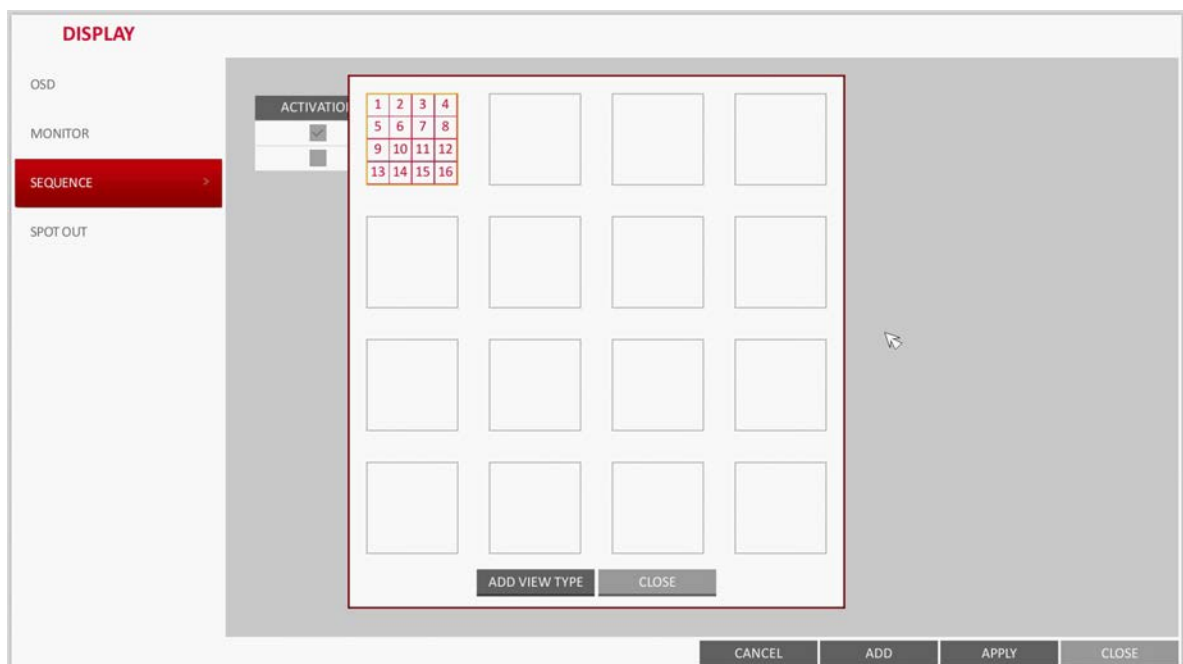 DISPLAY
OSD
MONITOR
SEQUENCE >
SPOT OUT
ACTIVATIO
1 2 3 4
5 6 7 8
9 10 11 12
13 14 15 16
ADD VIEW TYPE CLOSE
CANCEL ADD APPLY CLOSE